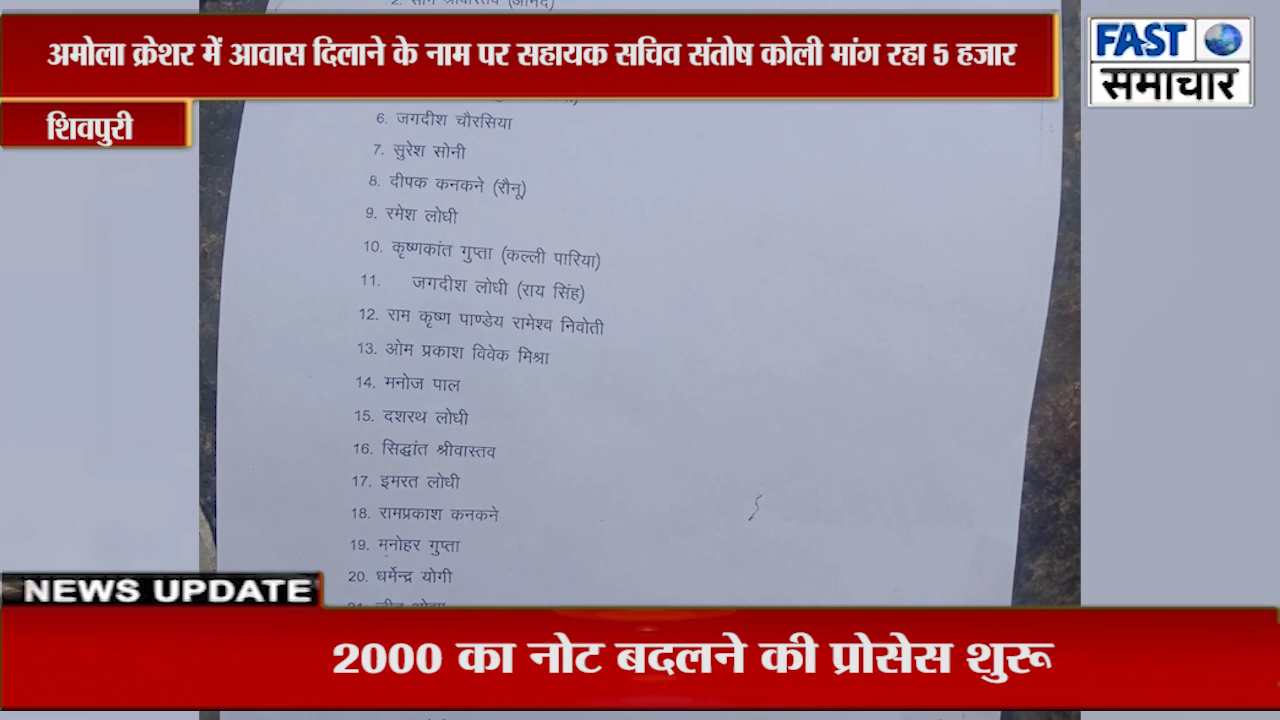 अमोला क्रेशर में आवास दिलाने के नाम पर सहायक सचिव संतोष कोली मांग रहा 5 हजार
FAST
समाचार
शिवपुरी
6. जगदीश चौरसिया
7. सुरेश सोनी
8. दीपक कनकने (रौनू)
9. रमेश लोधी
10. कृष्णकांत गुप्ता (कल्ली पारिया)
11. जगदीश लोधी (राय सिंह)
12. राम कृष्ण पाण्डेय रामेश्व निवोती
13. ओम प्रकाश विवेक मिश्रा
14. मनोज पाल
15. दशरथ लोधी
16. सिद्धांत श्रीवास्तव
17. इमरत लोधी
18. रामप्रकाश कनकने
19. मनोहर गुप्ता
20. धर्मेन्द्र योगी
NEWS UPDATE
2000 का नोट बदलने की प्रोसेस शुरू